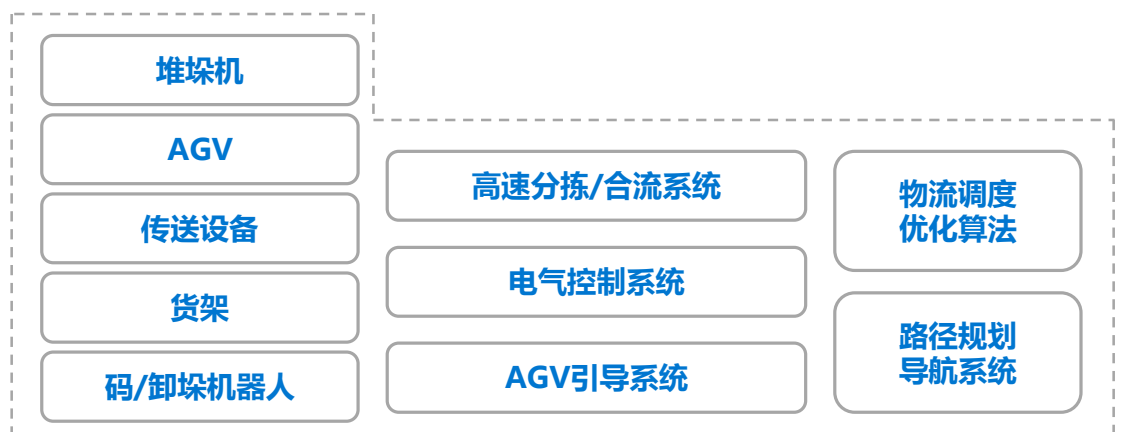 堆垛机
AGV
传送设备
货架
码/卸垛机器人
高速分拣/合流系统
电气控制系统
AGV引导系统
物流调度
优化算法
路径规划
导航系统